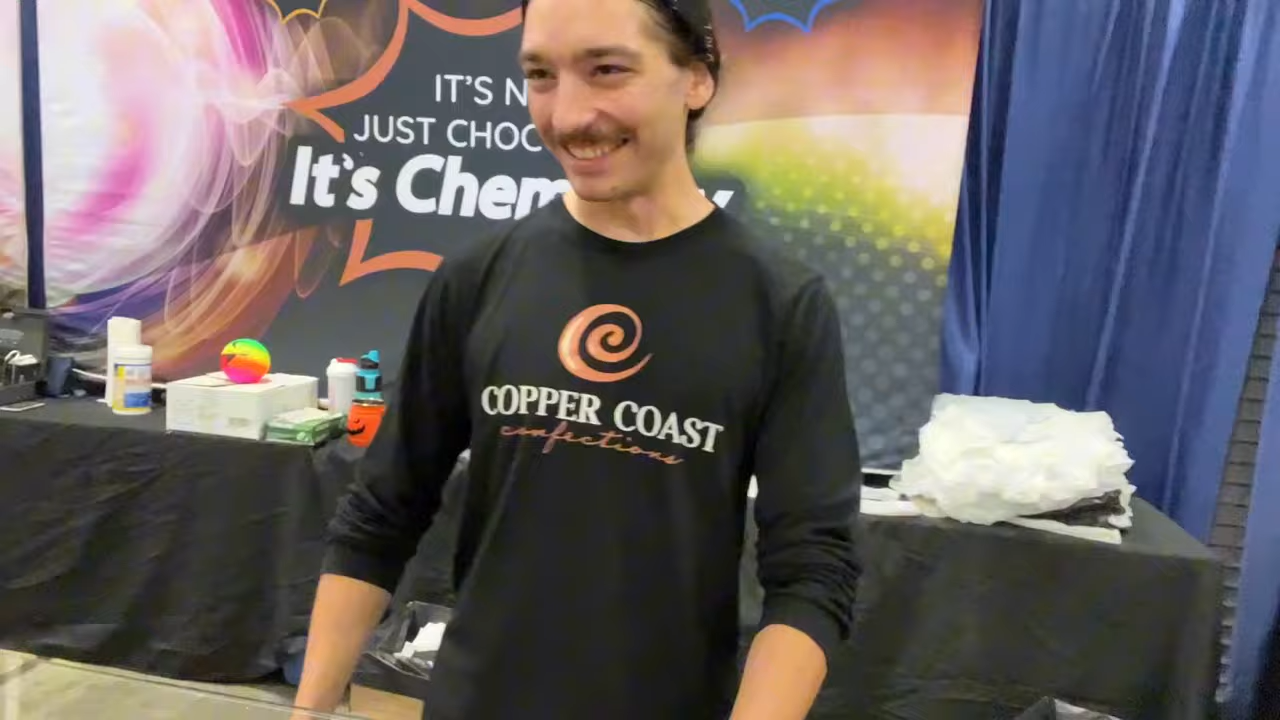 IT'S N
JUST CHOC
It's Chem y
COPPER COAST
confections